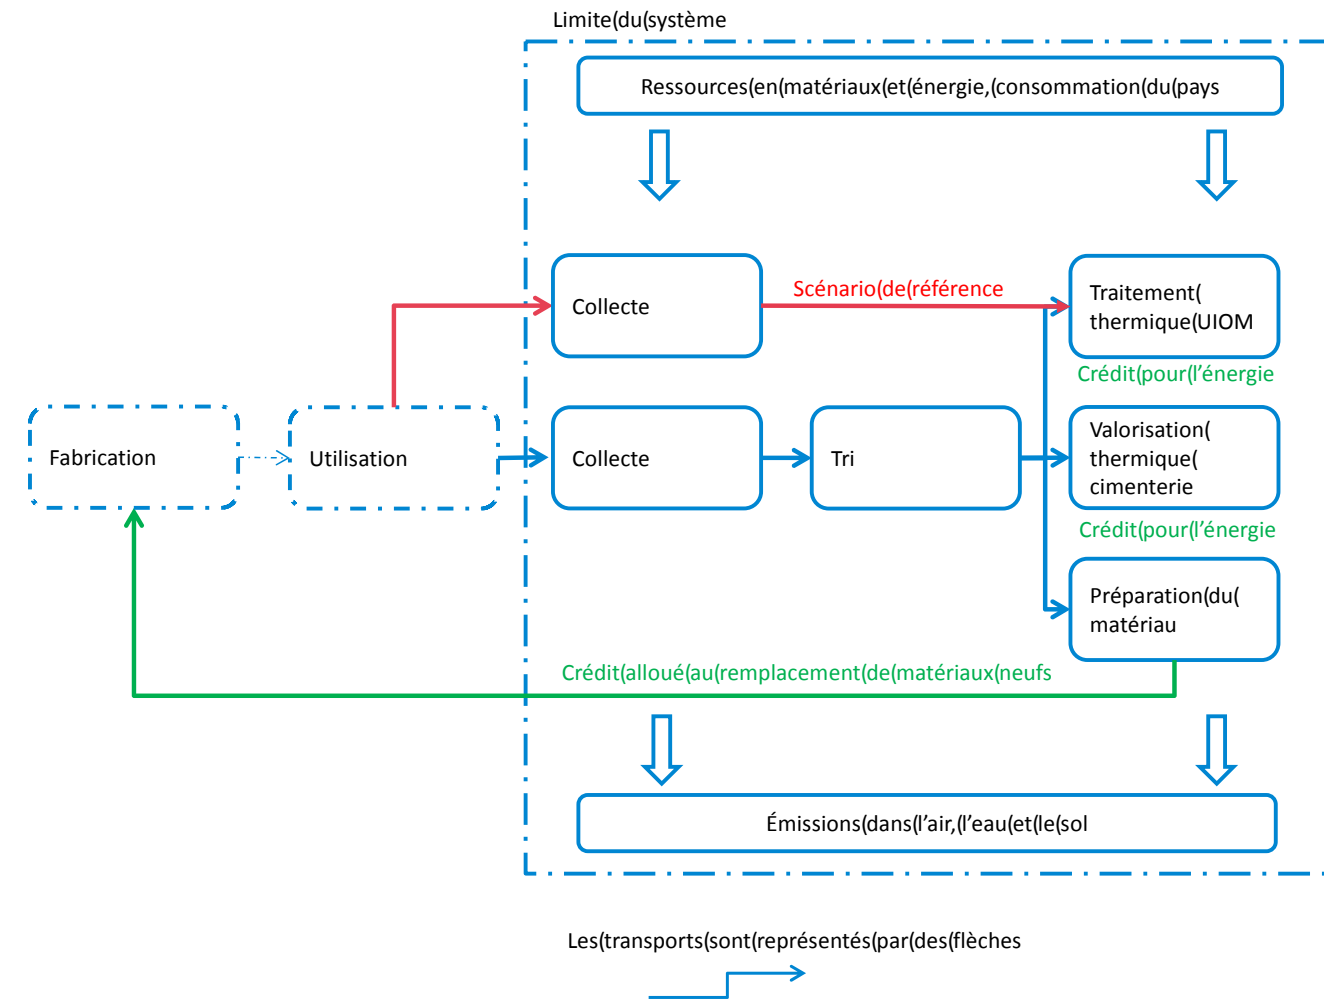 Limite(du(système
Ressources(en(matériaux(et(énergie,(consommation(du(pays
Collecte
Scénario(de(référence
Traitement(
thermique(UIOM
Crédit(pour(l’énergie
Fabrication
Utilisation
Collecte
Tri
Valorisation(
thermique(
cimenterie
Crédit(pour(l’énergie
Préparation(du(
matériau
Crédit(alloué(au(remplacement(de(matériaux(neufs
Émissions(dans(l’air,(l’eau(et(le(sol
Les(transports(sont(représentés(par(des(flèches